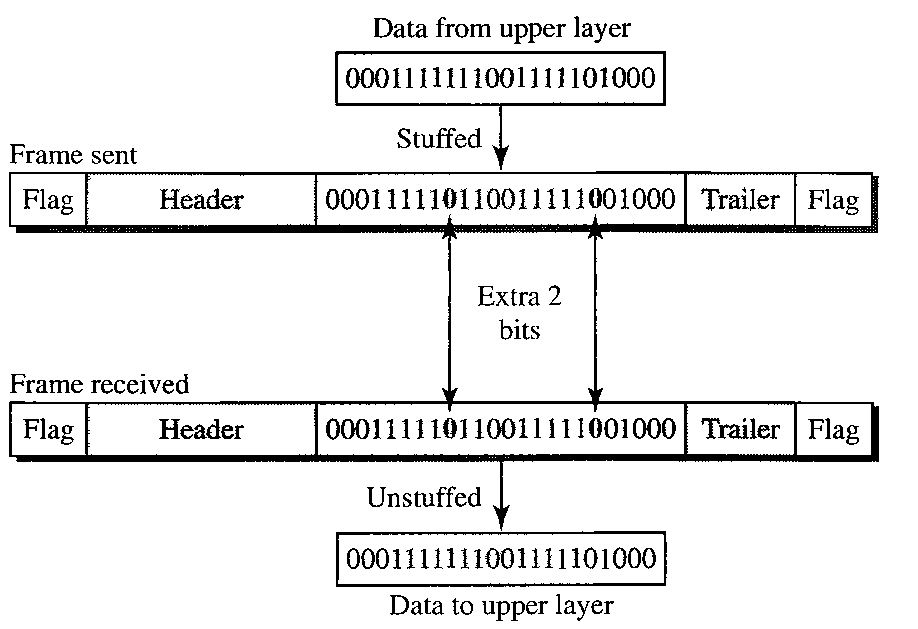 Data from upper layer
0001111111001111101000
Stuffed
Frame sent
Flag Header 000111110110011111001000 Trailer Flag
Extra 2
bits
Frame received
Flag Header 000111110110011111001000 Trailer Flag
Unstuffed
0001111111001111101000
Data to upper layer